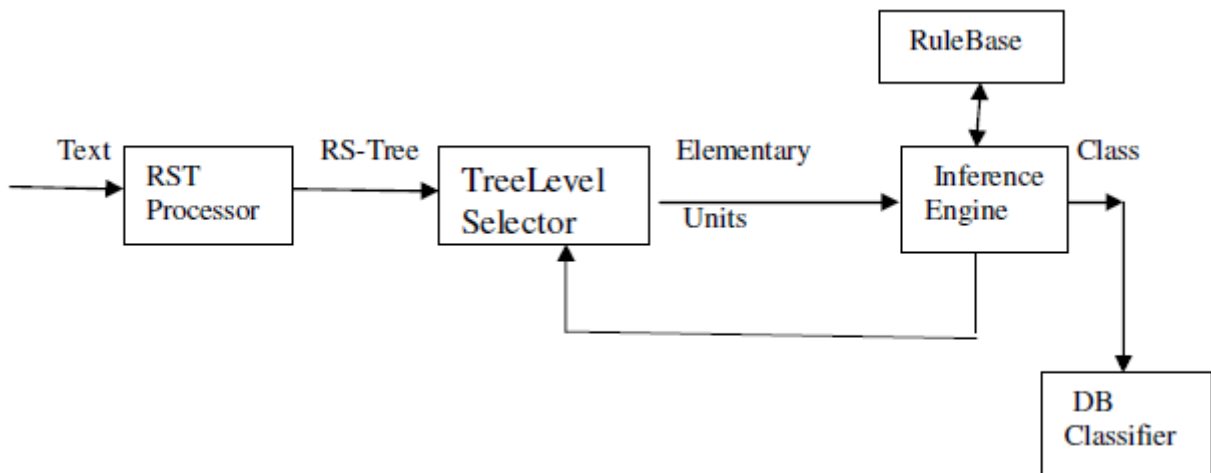 RuleBase
Text
RST
Processor
RS-Tree
TreeLevel
Selector
Elementary
Units
Inference
Engine
Class
DB
Classifier